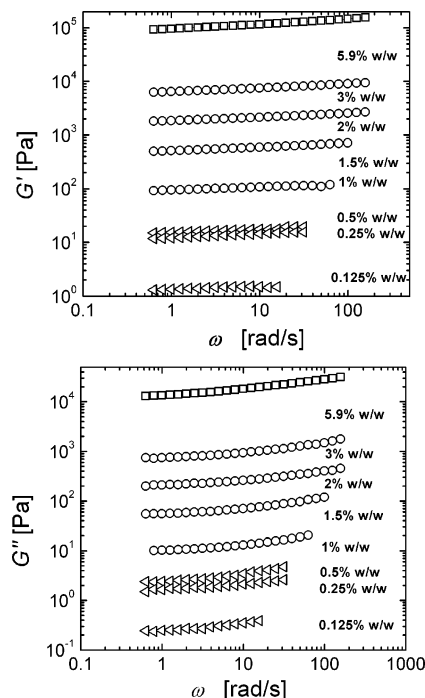 10^5
5.9% w/w
10^4
3% w/w
2% w/w
10^3
1.5% w/w
G' [Pa]
10^2
1% w/w
0.5% w/w
10^1
0.25% w/w
0.125% w/w
10^0
0.1 1 10 100
ω [rad/s]
10^4
5.9% w/w
10^3
3% w/w
2% w/w
10^2
1.5% w/w
G'' [Pa]
10^1
1% w/w
0.5% w/w
10^0
0.25% w/w
0.125% w/w
10^-1
0.1 1 10 100 1000
ω [rad/s]